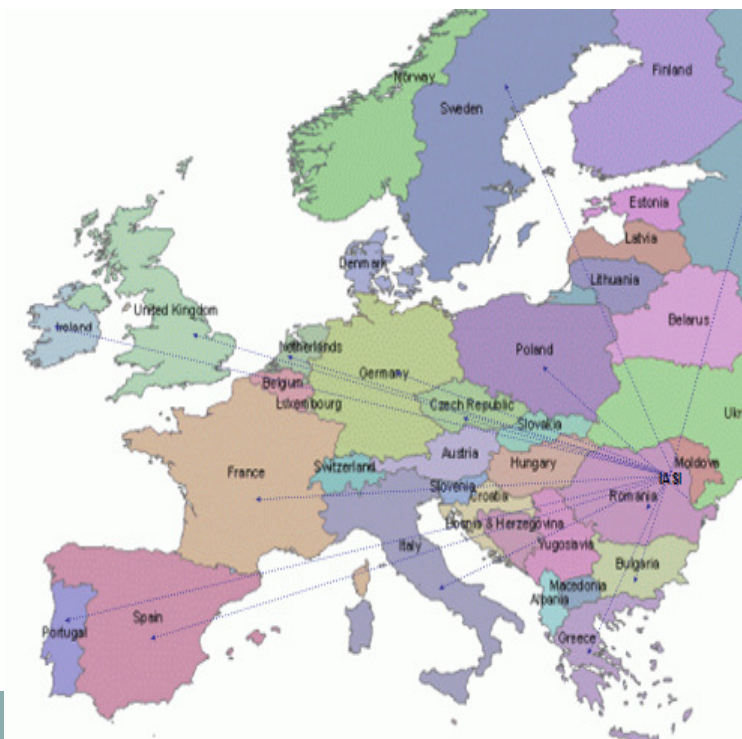 Norway
Finland
Sweden
Estonia
Latvia
Denmark
Lithuania
United Kingdom
Belarus
Ireland
Netherlands
Poland
Germany
Belgium
Luxembourg
Czech Republic
Ukr
Slovakia
Austria
Hungary
Moldova
France
Switzerland
IASI
Slovenia
Romania
Croatia
Bosnia & Herzegovina
Italy
Yugoslavia
Bulgaria
Macedonia
Albania
Spain
Portugal
Greece